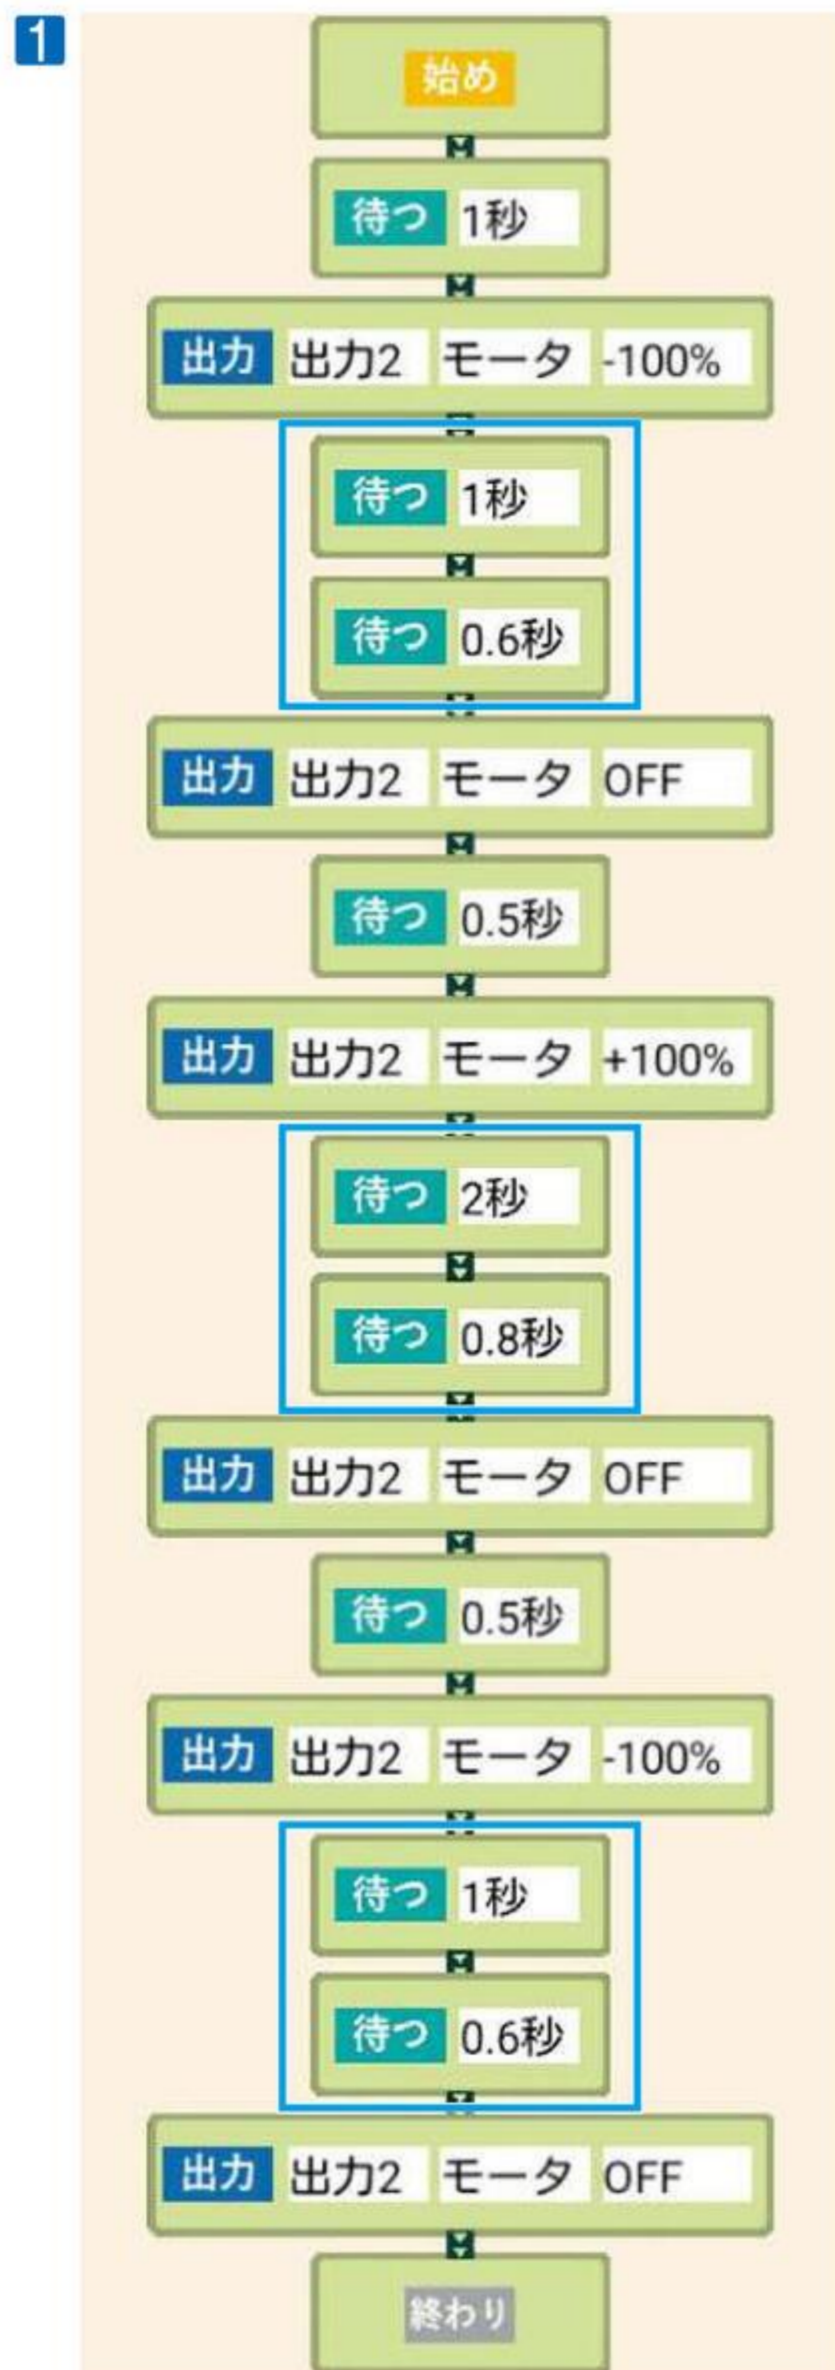 1
始め
待つ 1秒
出力 出力2 モータ -100%
待つ 1秒
待つ 0.6秒
出力 出力2 モータ OFF
待つ 0.5秒
出力 出力2 モータ +100%
待つ 2秒
待つ 0.8秒
出力 出力2 モータ OFF
待つ 0.5秒
出力 出力2 モータ -100%
待つ 1秒
待つ 0.6秒
出力 出力2 モータ OFF
終わり